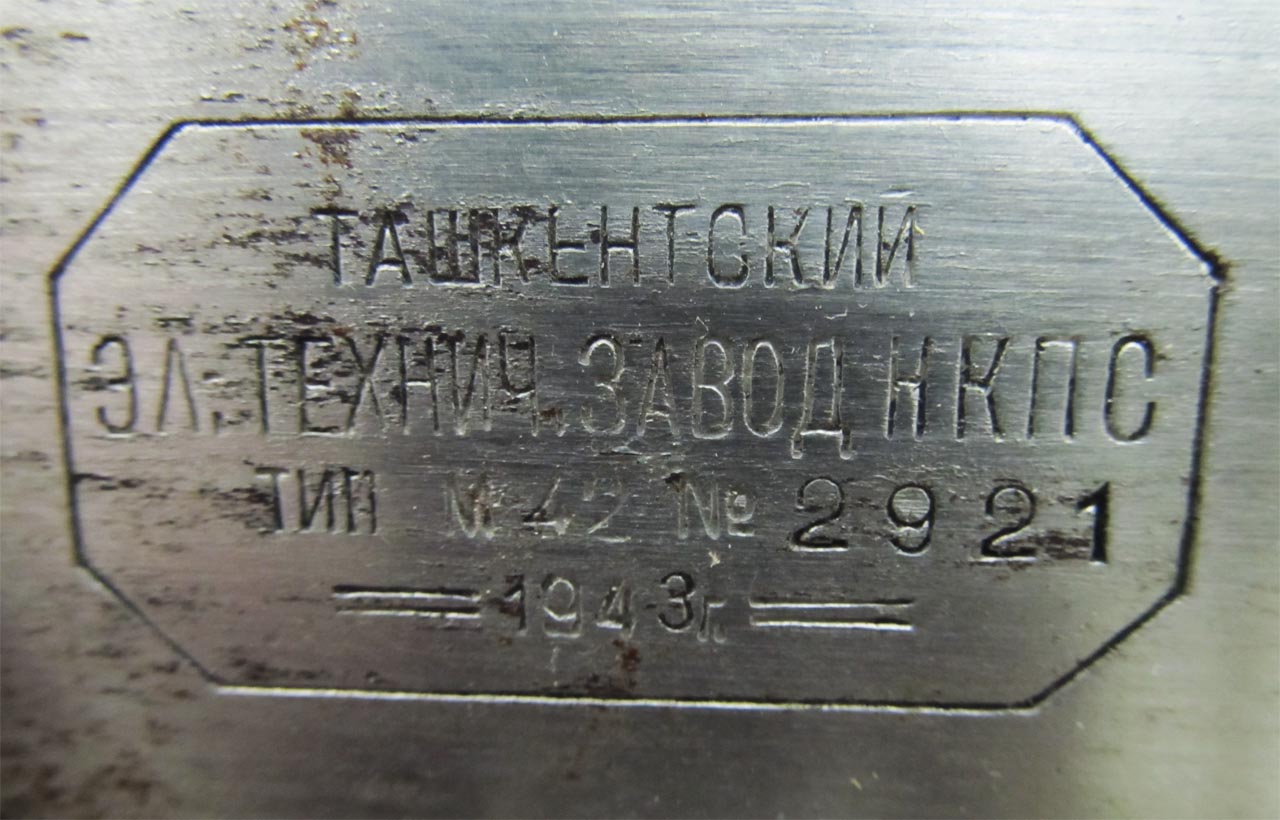 ТАШКЕНТСКИЙ
ЭЛ.ТЕХНИЧ.ЗАВОД НКПС
ТИП М 42 № 2921
1943г.